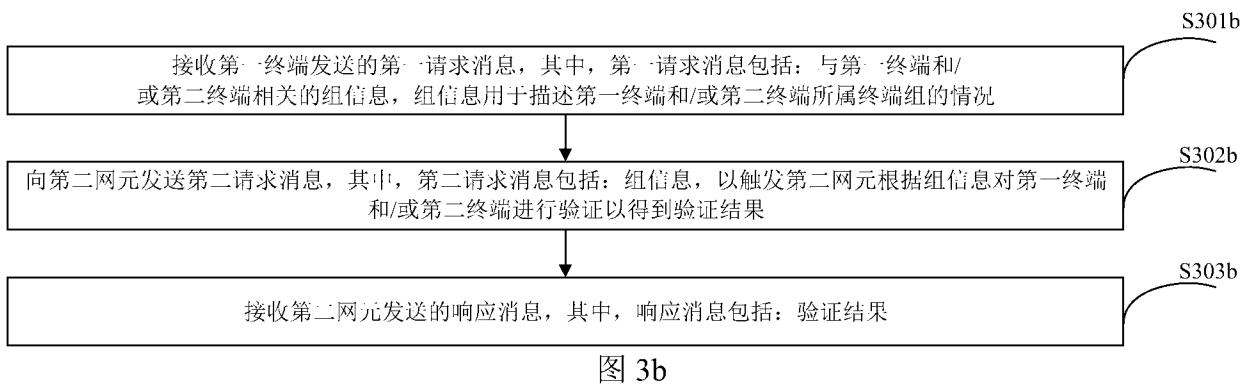 S301b
接收第一终端发送的第一请求消息，其中，第一请求消息包括：与第一终端和/
或第二终端相关的组信息，组信息用于描述第一终端和/或第二终端所属终端组的情况
S302b
向第二网元发送第二请求消息，其中，第二请求消息包括：组信息，以触发第二网元根据组信息对第一终端
和/或第二终端进行验证以得到验证结果
S303b
接收第二网元发送的响应消息，其中，响应消息包括：验证结果
图 3b